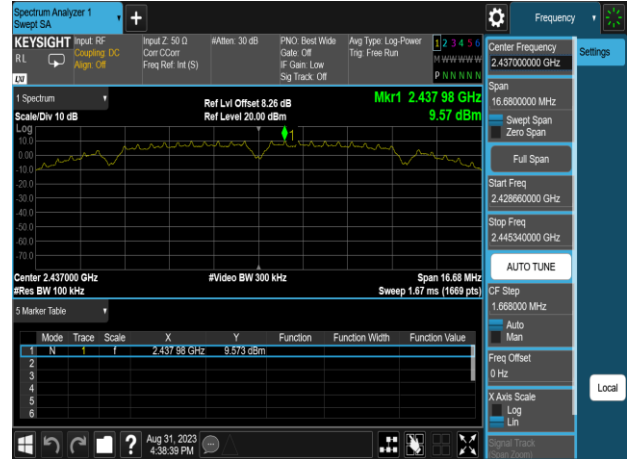 Spectrum Analyzer 1
Swept SA
+
Frequency
KEYSIGHT
RL
LXI
Input: RF
Coupling: DC
Align: Off
Input Z: 50 Ω
Corr CCorr
Freq Ref: Int (S)
#Atten: 30 dB
PNO: Best Wide
Gate: Off
IF Gain: Low
Sig Track: Off
Avg Type: Log-Power
Trig: Free Run
1 2 3 4 5 6
M W W W W W
P N N N N N
1 Spectrum
Scale/Div 10 dB
Ref Lvl Offset 8.26 dB
Ref Level 20.00 dBm
Mkr1 2.437 98 GHz
9.57 dBm
Log
10.0
0.00
-10.0
-20.0
-30.0
-40.0
-50.0
-60.0
-70.0
1
Center 2.437000 GHz
#Video BW 300 kHz
Span 16.68 MHz
#Res BW 100 kHz
Sweep 1.67 ms (1669 pts)
5 Marker Table
Mode Trace Scale X Y Function Function Width Function Value
1 N 1 f 2.437 98 GHz 9.573 dBm
2
3
4
5
6
?
Aug 31, 2023
4:38:39 PM
Center Frequency
2.437000000 GHz
Settings
Span
16.6800000 MHz
Swept Span
Zero Span
Full Span
Start Freq
2.428660000 GHz
Stop Freq
2.445340000 GHz
AUTO TUNE
CF Step
1.668000 MHz
Auto
Man
Freq Offset
0 Hz
X Axis Scale
Log
Lin
Local
Signal Track
(Span Zoom)